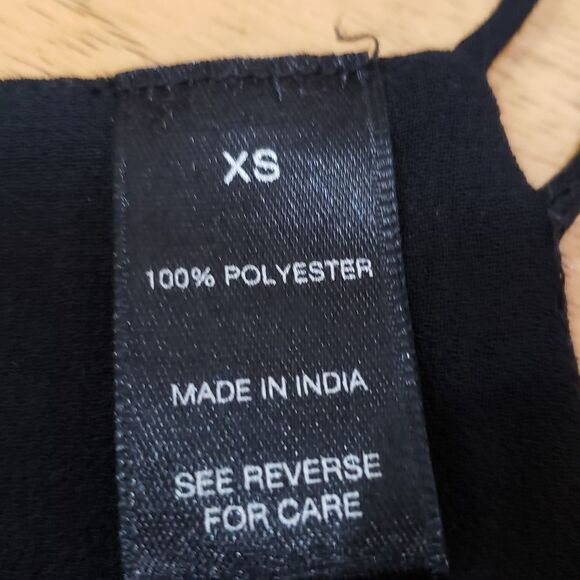 XS
100% POLYESTER
MADE IN INDIA
SEE REVERSE
FOR CARE